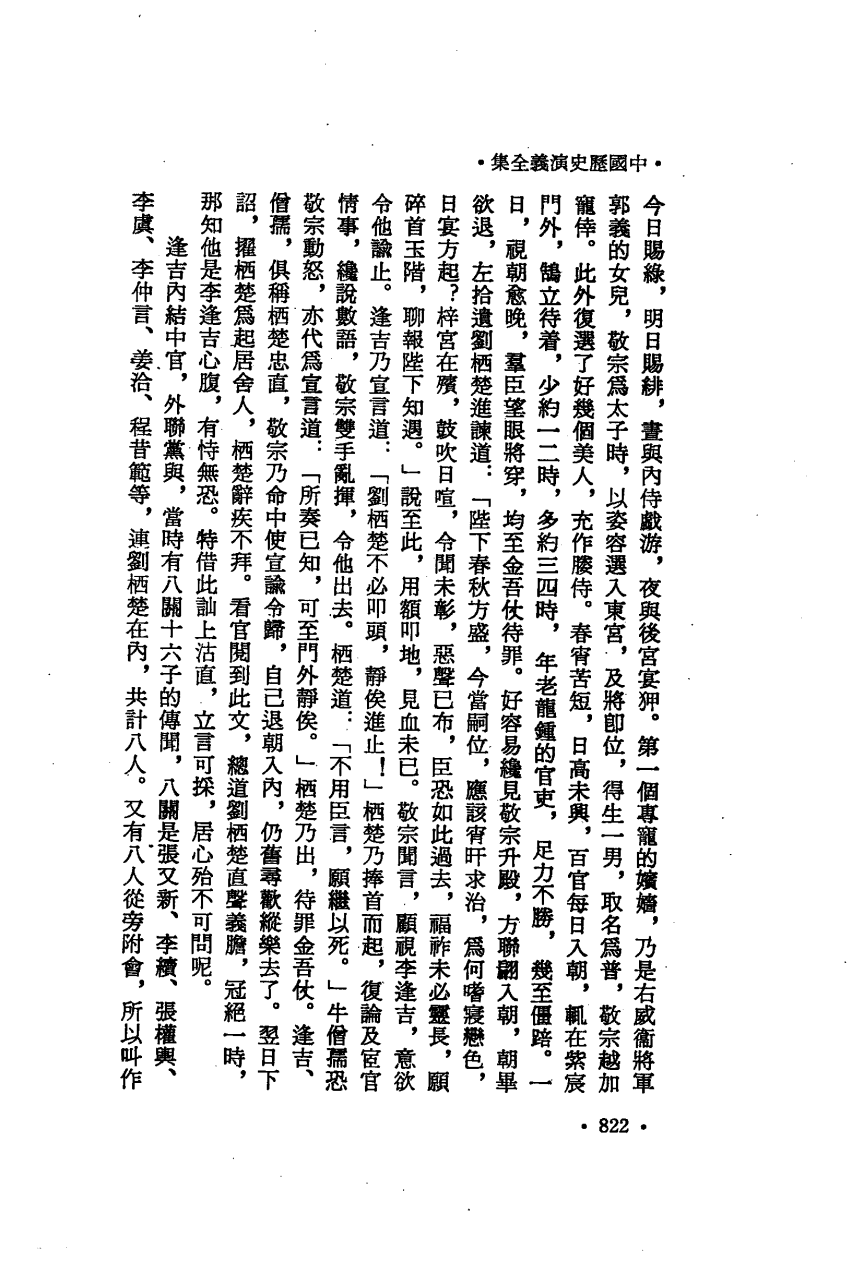 ·中國歷史演義全集·
今日賜綠，明日賜緋，晝與內侍戲游，夜與後宮宴狎。第一個專寵的嬪嬙，乃是右威衞將軍
郭義的女兒，敬宗爲太子時，以姿容選入東宮，及將卽位，得生一男，取名爲普，敬宗越加
寵倖。此外復選了好幾個美人，充作媵侍。春宵苦短，日高未興，百官每日入朝，輒在紫宸
門外，鵠立待着，少約一二時，多約三四時，年老龍鍾的官吏，足力不勝，幾至僵踣。一
日，視朝愈晚，羣臣望眼將穿，均至金吾仗待罪。好容易纔見敬宗升殿，方聯翩入朝，朝畢
欲退，左拾遺劉栖楚進諫道：「陛下春秋方盛，今當嗣位，應該宵旰求治，爲何嗜寢戀色，
日宴方起？梓宮在殯，鼓吹日喧，令聞未彰，惡聲已布，臣恐如此過去，福祚未必靈長，願
碎首玉階，聊報陛下知遇。」說至此，用額叩地，見血未已。敬宗聞言，顧視李逢吉，意欲
令他諭止。逢吉乃宣言道：「劉栖楚不必叩頭，靜俟進止！」栖楚乃捧首而起，復論及宦官
情事，纔說數語，敬宗雙手亂揮，令他出去。栖楚道：「不用臣言，願繼以死。」牛僧孺恐
敬宗動怒，亦代爲宣言道：「所奏已知，可至門外靜俟。」栖楚乃出，待罪金吾仗。逢吉、
僧孺，俱稱栖楚忠直，敬宗乃命中使宣諭令歸，自己退朝入內，仍舊尋歡縱樂去了。翌日下
詔，擢栖楚爲起居舍人，栖楚辭疾不拜。看官閱到此文，總道劉栖楚直聲義膽，冠絕一時，
那知他是李逢吉心腹，有恃無恐。特借此訕上沽直，立言可採，居心殆不可問呢。
逢吉內結中官，外聯黨與，當時有八關十六子的傳聞，八關是張又新、李續、張權輿、
李虞、李仲言、姜洽、程昔範等，連劉栖楚在內，共計八人。又有八人從旁附會，所以叫作
·822·